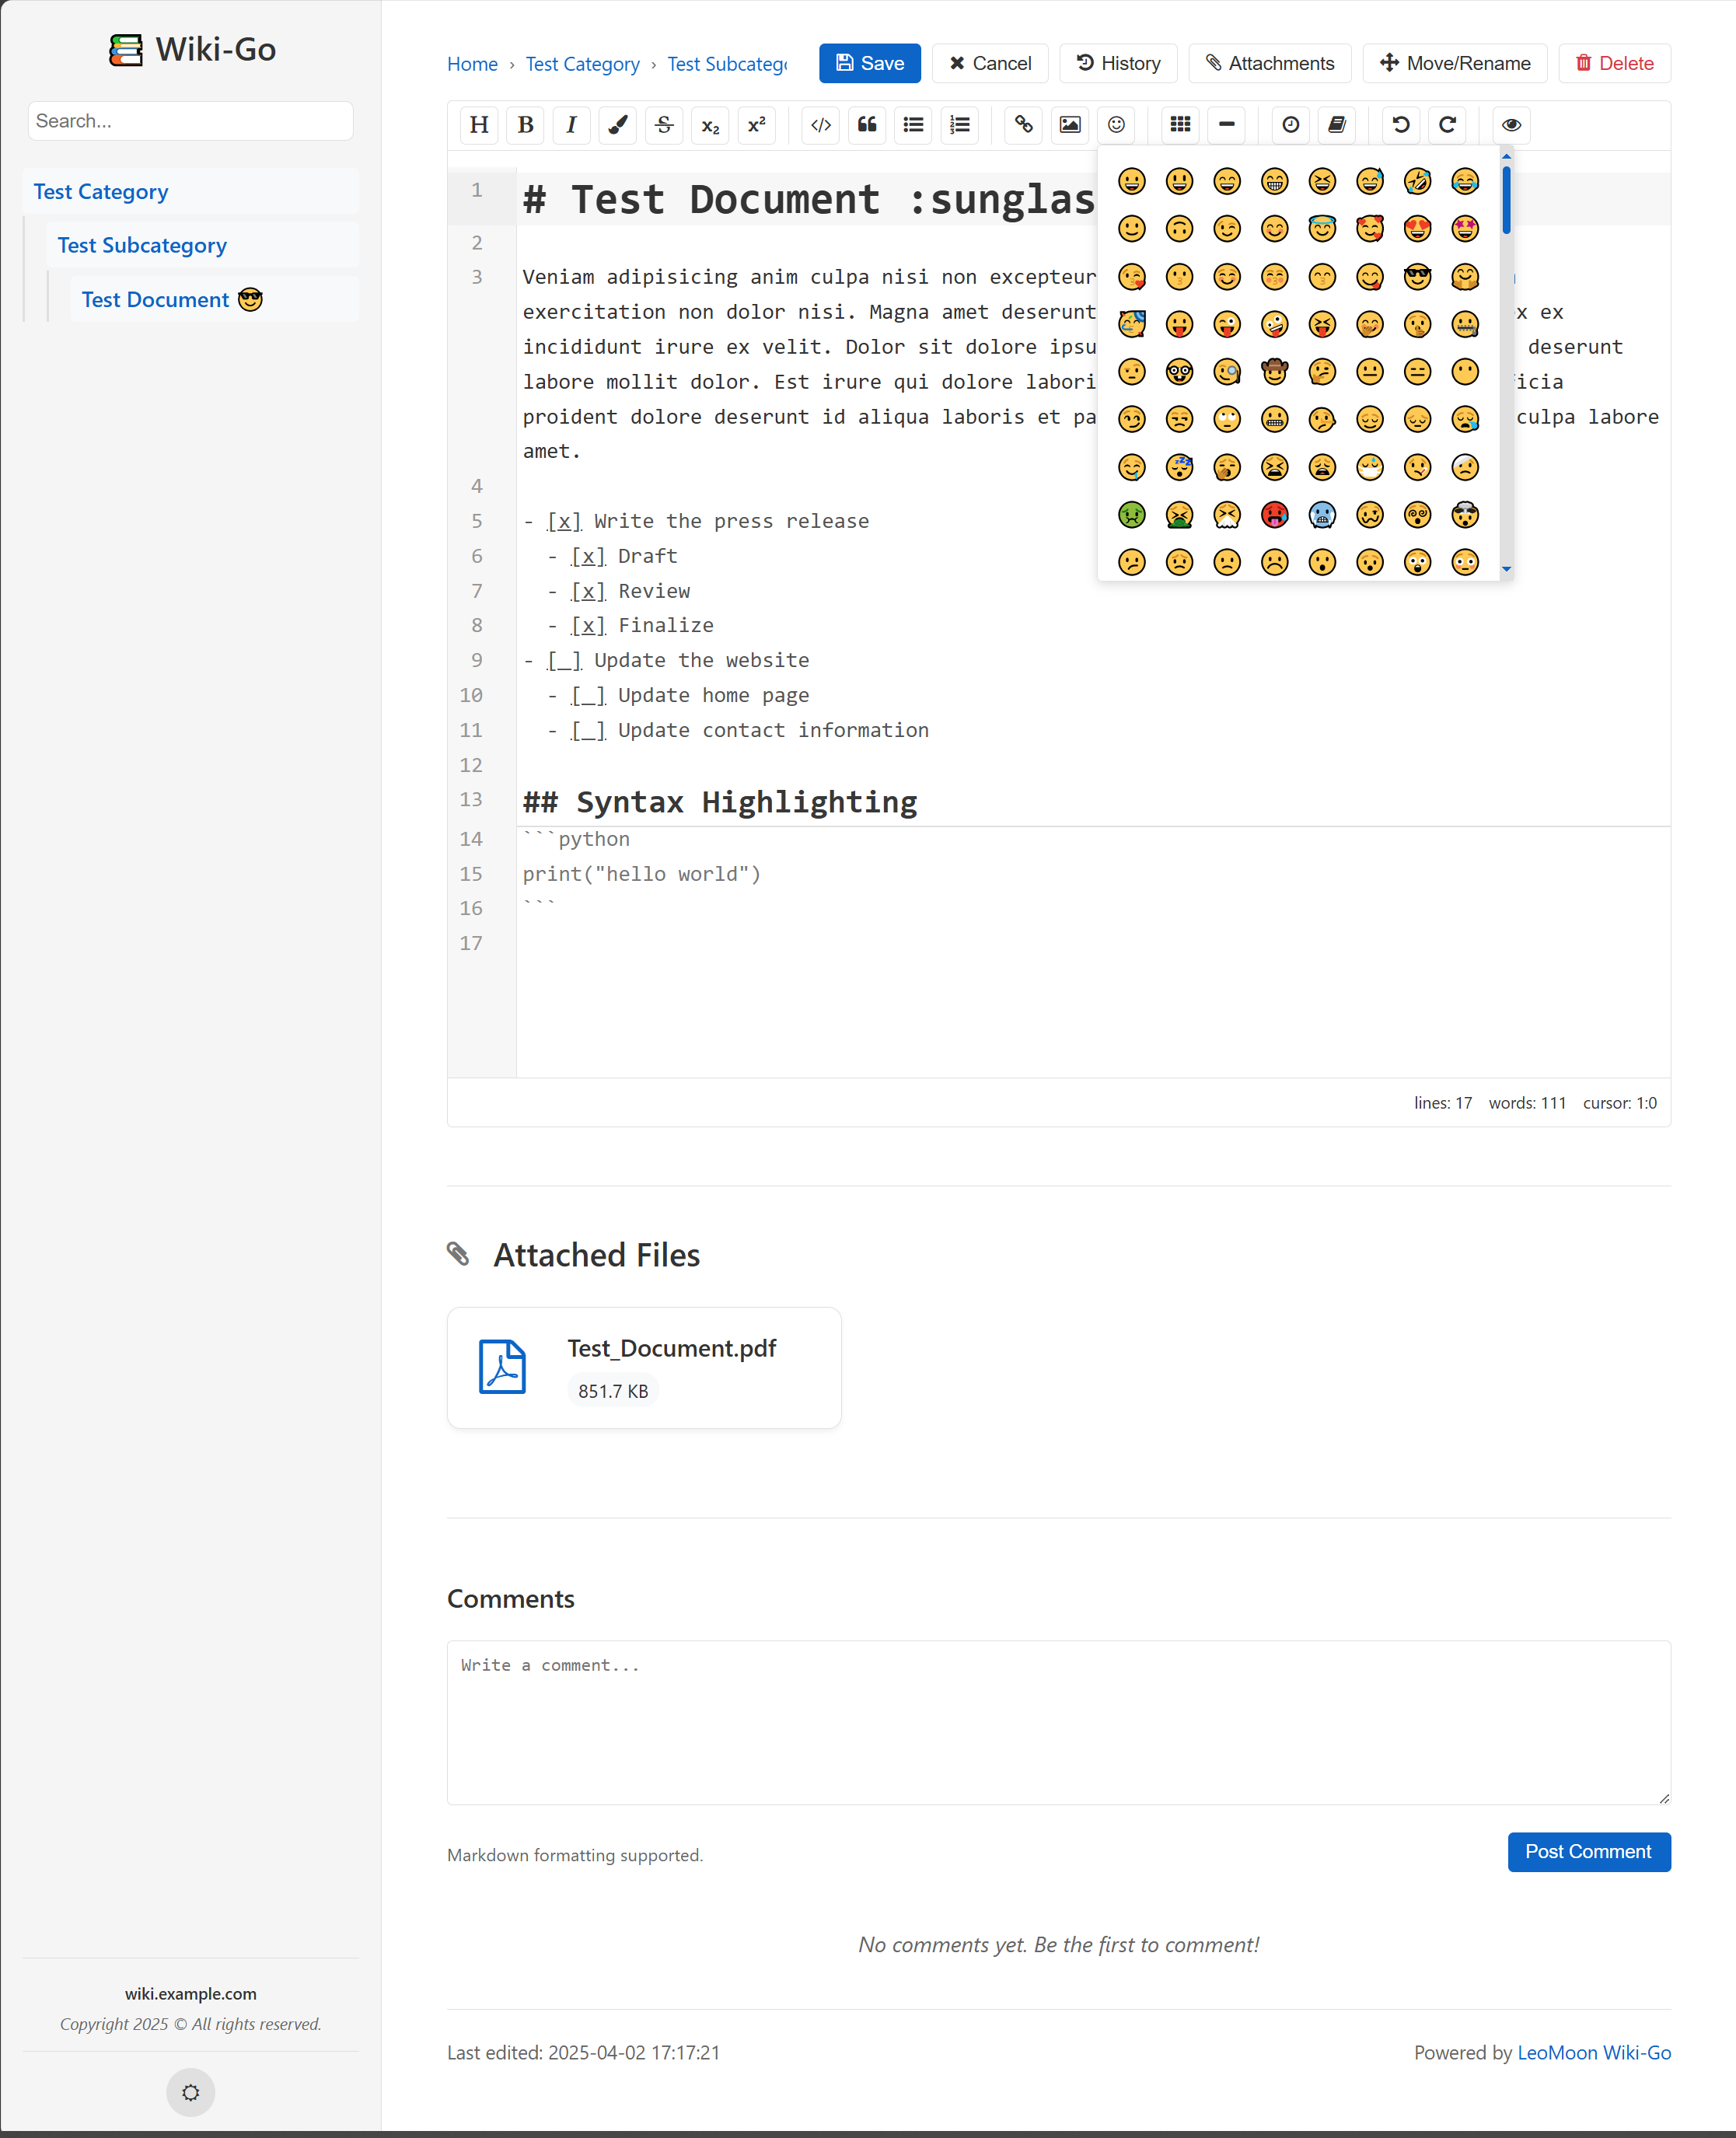 Wiki-Go
Search...
Test Category
Test Subcategory
Test Document 😎
wiki.example.com
Copyright 2025 © All rights reserved.
Home › Test Category › Test Subcateg
Save
Cancel
History
Attachments
Move/Rename
Delete
1 # Test Document :sunglas
2
3 Veniam adipisicing anim culpa nisi non excepteur
exercitation non dolor nisi. Magna amet deserunt x ex
incididunt irure ex velit. Dolor sit dolore ipsu deserunt
labore mollit dolor. Est irure qui dolore labori icia
proident dolore deserunt id aliqua laboris et pa culpa labore
amet.
4
5 - [x] Write the press release
6 - [x] Draft
7 - [x] Review
8 - [x] Finalize
9 - [ ] Update the website
10 - [ ] Update home page
11 - [ ] Update contact information
12
13 ## Syntax Highlighting
14 ```python
15 print("hello world")
16 ```
17
lines: 17 words: 111 cursor: 1:0
Attached Files
Test_Document.pdf
851.7 KB
Comments
Write a comment...
Markdown formatting supported.
Post Comment
No comments yet. Be the first to comment!
Last edited: 2025-04-02 17:17:21
Powered by LeoMoon Wiki-Go